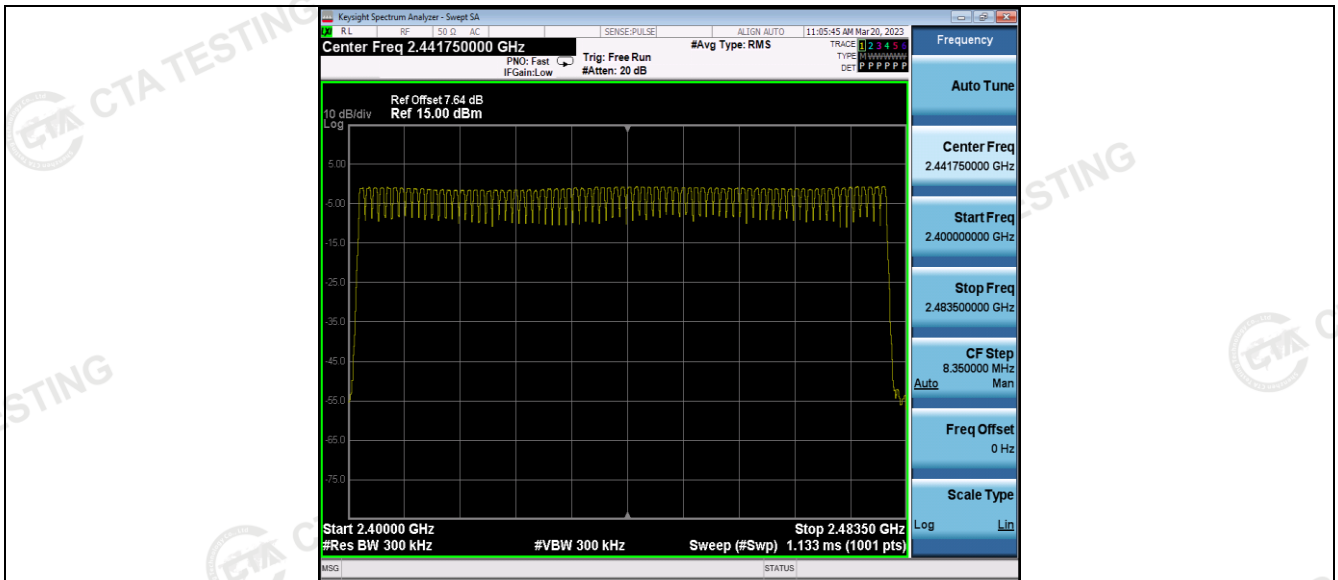 Keysight Spectrum Analyzer - Swept SA
RL RF 50 Ω AC SENSE:PULSE ALIGN AUTO 11:05:45 AM Mar 20, 2023
Center Freq 2.441750000 GHz
#Avg Type: RMS
TRACE 1 2 3 4 5 6
TYPE M WWWWW
DET P P P P P P
PNO: Fast
IFGain:Low
Trig: Free Run
#Atten: 20 dB
Ref Offset 7.64 dB
10 dB/div Ref 15.00 dBm
Log
5.00
-5.00
-15.0
-25.0
-35.0
-45.0
-55.0
-65.0
-75.0
Start 2.40000 GHz Stop 2.48350 GHz
#Res BW 300 kHz #VBW 300 kHz Sweep (#Swp) 1.133 ms (1001 pts)
MSG STATUS
Frequency
Auto Tune
Center Freq
2.441750000 GHz
Start Freq
2.400000000 GHz
Stop Freq
2.483500000 GHz
CF Step
8.350000 MHz
Auto Man
Freq Offset
0 Hz
Scale Type
Log Lin
CTA TESTING
CTA
ESTING
STING
CTA
C
CTA
C